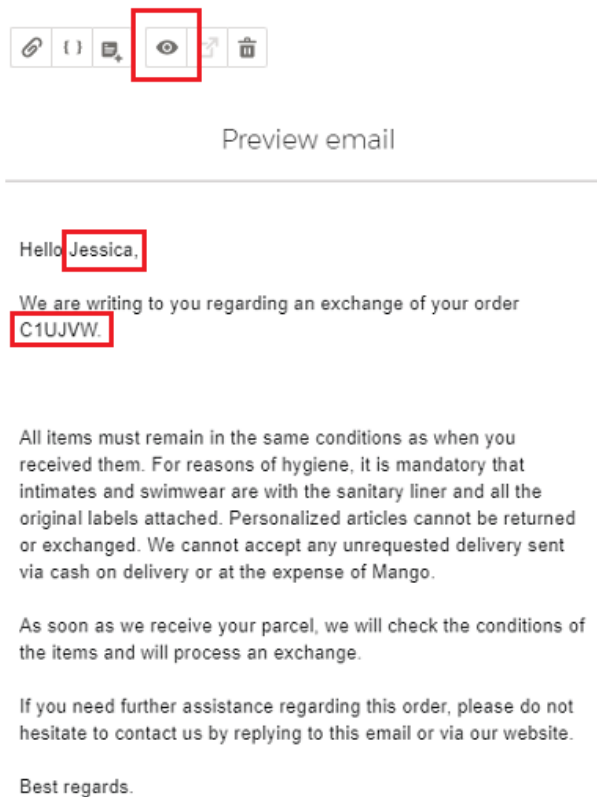 { }
Preview email
Hello Jessica,
We are writing to you regarding an exchange of your order
C1UJVW.
All items must remain in the same conditions as when you
received them. For reasons of hygiene, it is mandatory that
intimates and swimwear are with the sanitary liner and all the
original labels attached. Personalized articles cannot be returned
or exchanged. We cannot accept any unrequested delivery sent
via cash on delivery or at the expense of Mango.
As soon as we receive your parcel, we will check the conditions of
the items and will process an exchange.
If you need further assistance regarding this order, please do not
hesitate to contact us by replying to this email or via our website.
Best regards.